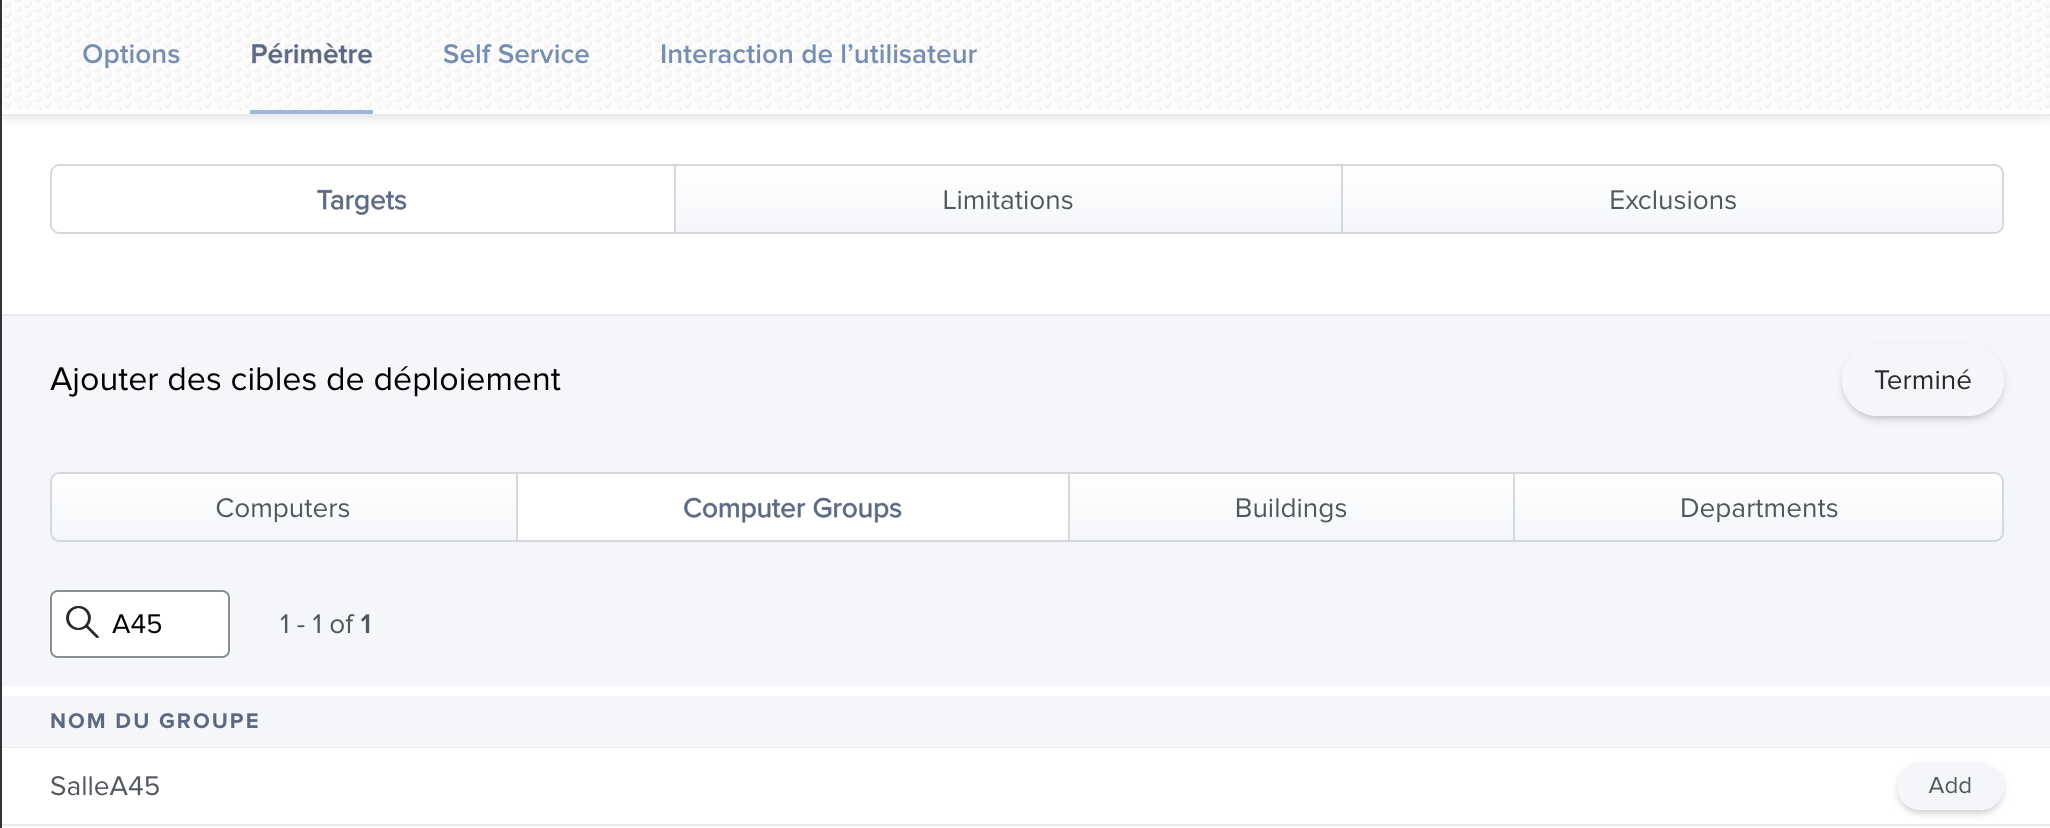 Options Périmètre Self Service Interaction de l’utilisateur
Targets Limitations Exclusions
Ajouter des cibles de déploiement Terminé
Computers Computer Groups Buildings Departments
A45 1 - 1 of 1
NOM DU GROUPE
SalleA45 Add